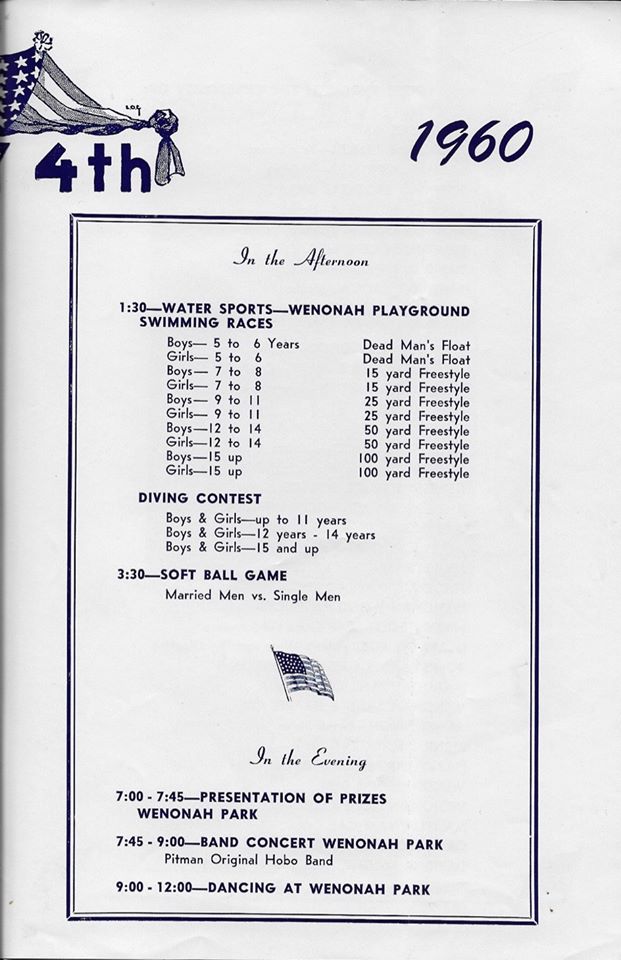 1960
4th
In the Afternoon
1:30—WATER SPORTS—WENONAH PLAYGROUND
SWIMMING RACES
Boys— 5 to 6 Years Dead Man's Float
Girls— 5 to 6 Dead Man's Float
Boys— 7 to 8 15 yard Freestyle
Girls— 7 to 8 15 yard Freestyle
Boys— 9 to 11 25 yard Freestyle
Girls— 9 to 11 25 yard Freestyle
Boys—12 to 14 50 yard Freestyle
Girls—12 to 14 50 yard Freestyle
Boys—15 up 100 yard Freestyle
Girls—15 up 100 yard Freestyle
DIVING CONTEST
Boys & Girls—up to 11 years
Boys & Girls—12 years - 14 years
Boys & Girls—15 and up
3:30—SOFT BALL GAME
Married Men vs. Single Men
In the Evening
7:00 - 7:45—PRESENTATION OF PRIZES
WENONAH PARK
7:45 - 9:00—BAND CONCERT WENONAH PARK
Pitman Original Hobo Band
9:00 - 12:00—DANCING AT WENONAH PARK